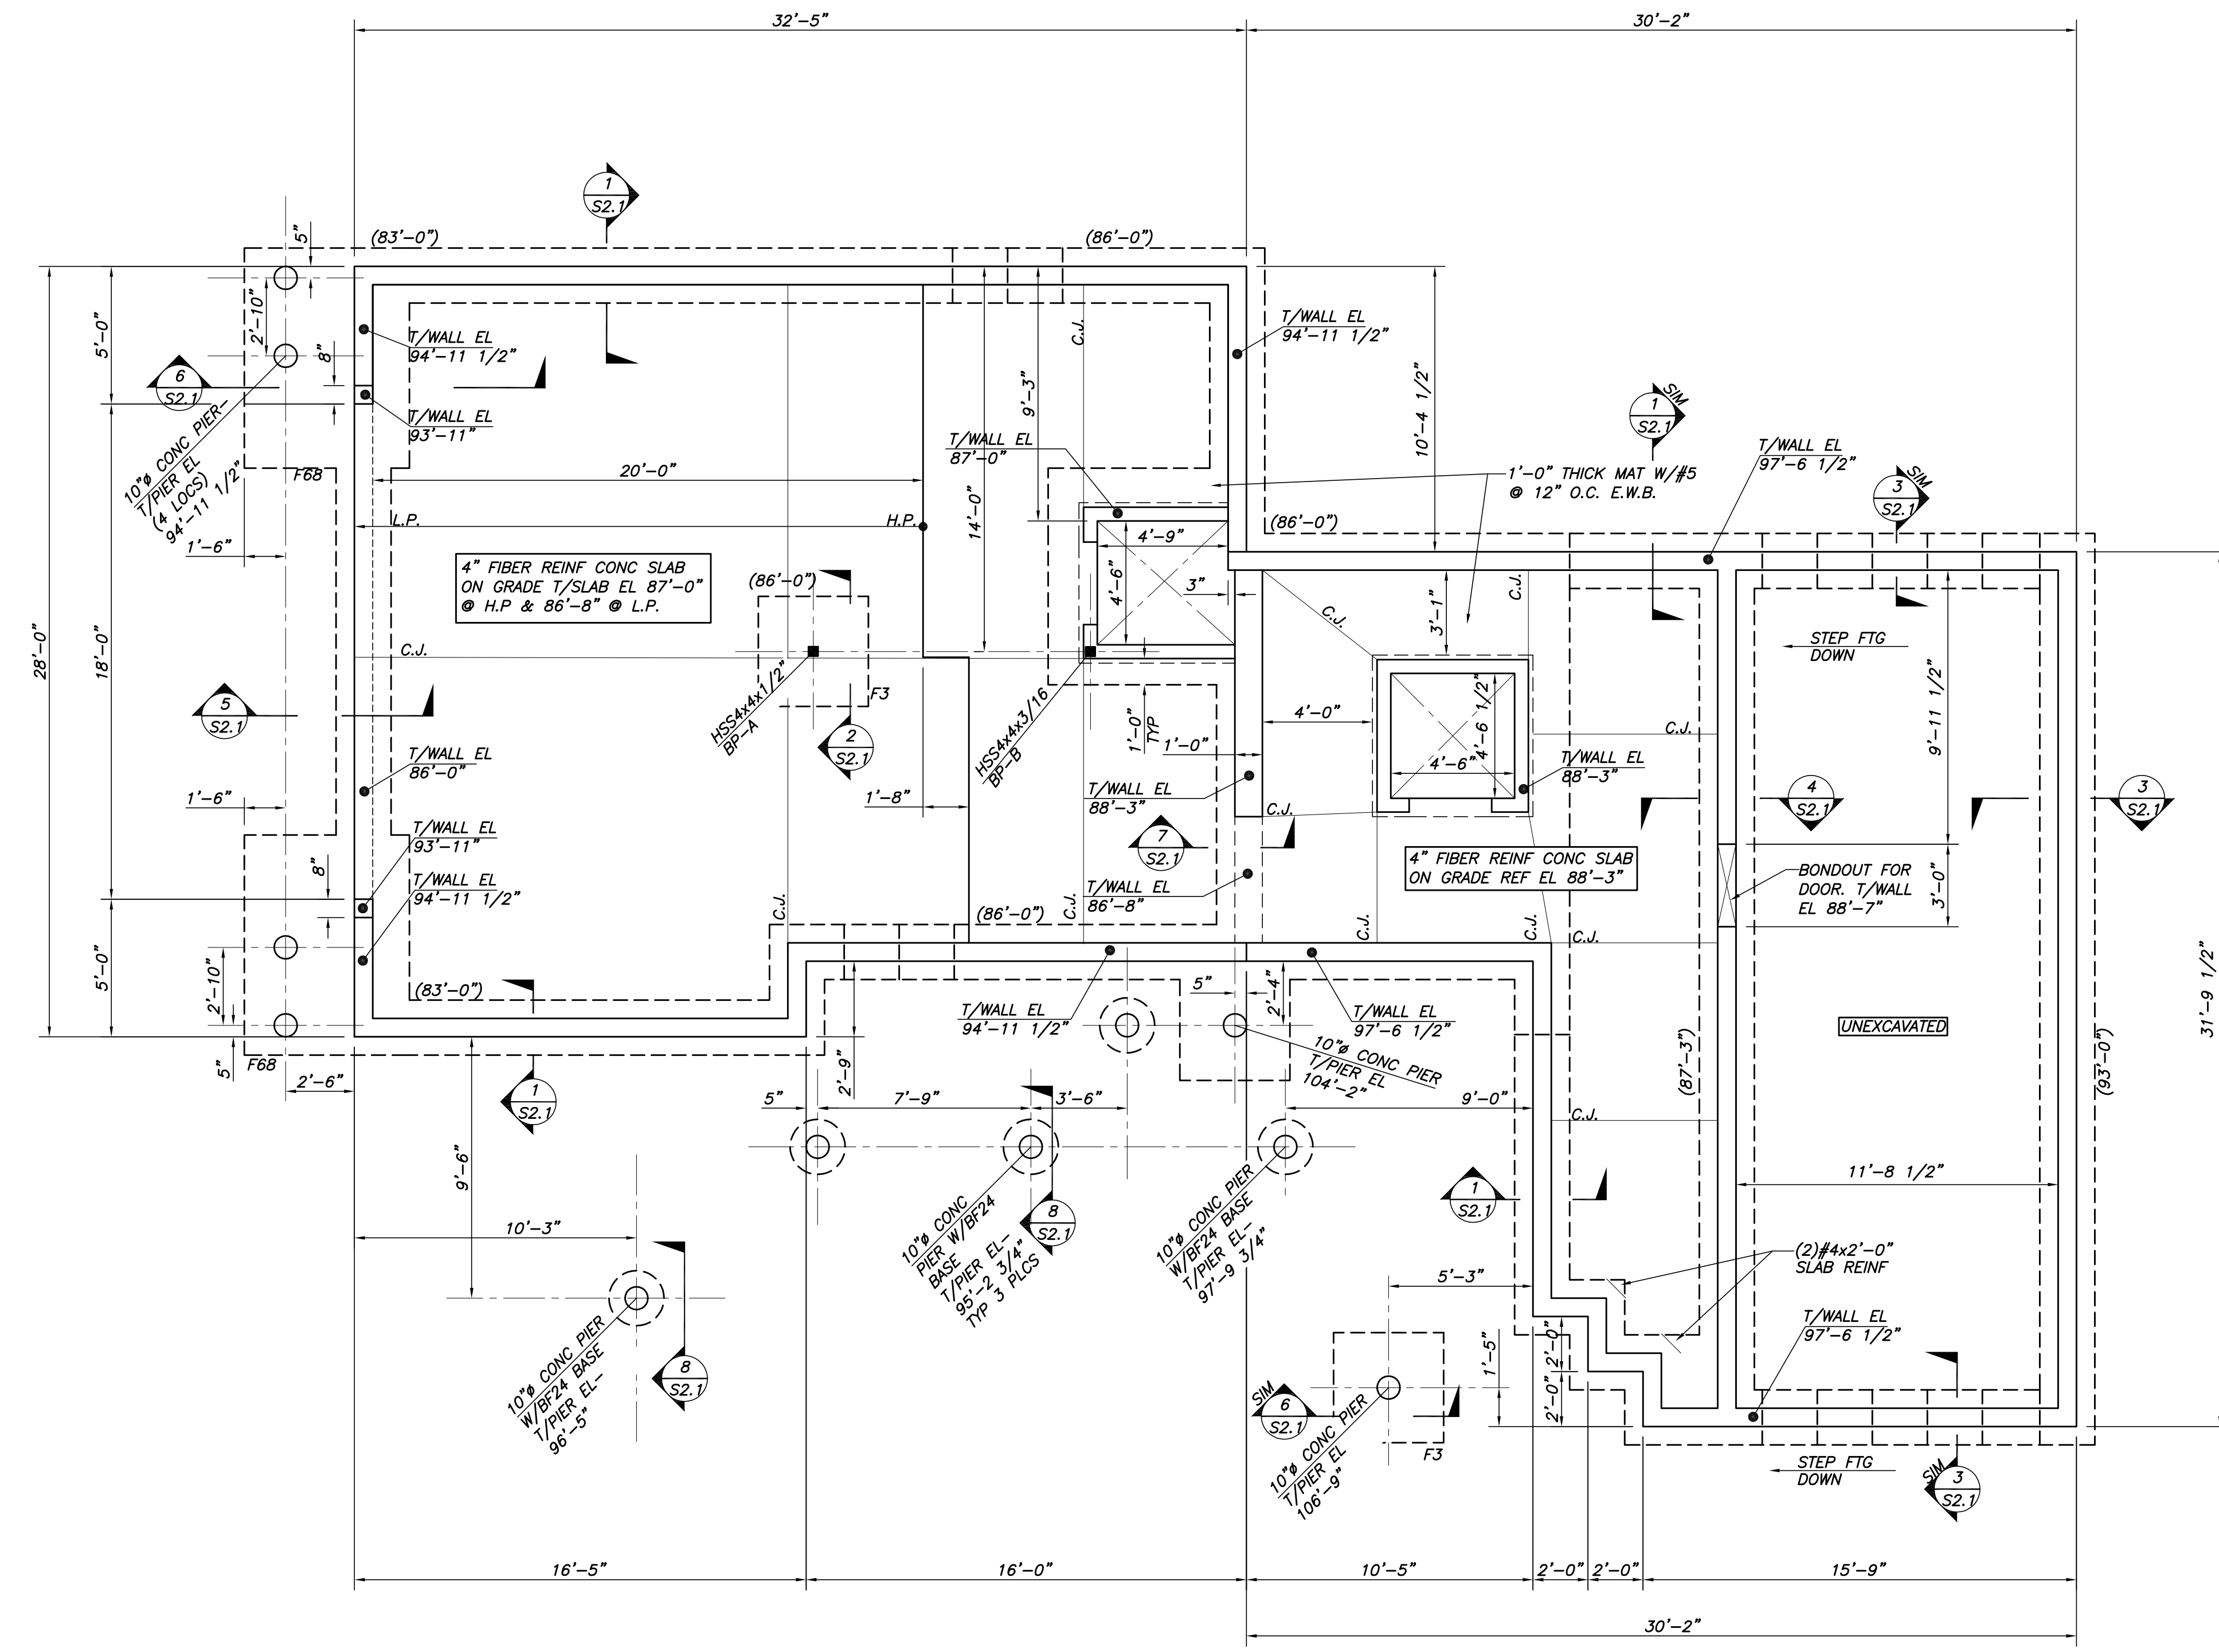 32'-5"
30'-2"
1
S2.1
(83'-0")
(86'-0")
5"
2'-10"
5'-0"
8"
T/WALL EL
94'-11 1/2"
6
S2.1
T/WALL EL
93'-11"
10"ø CONC PIER-
T/PIER EL
(4 LOCS)
94'-11 1/2"
F68
1'-6"
20'-0"
L.P.
H.P.
C.J.
9'-3"
14'-0"
T/WALL EL
94'-11 1/2"
10'-4 1/2"
T/WALL EL
87'-0"
1
S2.1
SIM
1'-0" THICK MAT W/#5
@ 12" O.C. E.W.B.
T/WALL EL
97'-6 1/2"
3
S2.1
SIM
(86'-0")
4" FIBER REINF CONC SLAB
ON GRADE T/SLAB EL 87'-0"
@ H.P & 86'-8" @ L.P.
(86'-0")
4'-9"
4'-6"
3"
C.J.
3'-1"
C.J.
STEP FTG
DOWN
28'-0"
18'-0"
C.J.
5
S2.1
HSS4x4x1/2"
BP-A
F3
2
S2.1
HSS4x4x3/16
BP-B
1'-0"
TYP
1'-0"
4'-0"
4'-6 1/2"
4'-6"
C.J.
9'-11 1/2"
T/WALL EL
86'-0"
1'-6"
1'-8"
T/WALL EL
88'-3"
T/WALL EL
88'-3"
4
S2.1
3
S2.1
C.J.
T/WALL EL
93'-11"
8"
7
S2.1
4" FIBER REINF CONC SLAB
ON GRADE REF EL 88'-3"
BONDOUT FOR
DOOR. T/WALL
EL 88'-7"
3'-0"
T/WALL EL
94'-11 1/2"
T/WALL EL
86'-8"
C.J.
C.J.
(86'-0")
C.J.
C.J.
C.J.
5'-0"
2'-10"
(83'-0")
5"
F68
2'-6"
T/WALL EL
94'-11 1/2"
5"
2'-4"
T/WALL EL
97'-6 1/2"
UNEXCAVATED
31'-9 1/2"
10"ø CONC PIER
T/PIER EL
104'-2"
(87'-3")
(93'-0")
1
S2.1
2'-9"
5"
7'-9"
3'-6"
9'-0"
C.J.
9'-6"
10'-3"
10"ø CONC
PIER W/BF24
BASE
T/PIER EL-
95'-2 3/4"
TYP 3 PLCS
8
S2.1
10"ø CONC PIER
W/BF24 BASE
T/PIER EL-
97'-9 3/4"
1
S2.1
11'-8 1/2"
5'-3"
(2)#4x2'-0"
SLAB REINF
10"ø CONC PIER
W/BF24 BASE
T/PIER EL-
96'-5"
8
S2.1
1'-5"
2'-0"
2'-0"
T/WALL EL
97'-6 1/2"
SIM
6
S2.1
10"ø CONC PIER
T/PIER EL
106'-9"
F3
STEP FTG
DOWN
SIM
3
S2.1
16'-5"
16'-0"
10'-5"
2'-0"
2'-0"
15'-9"
30'-2"